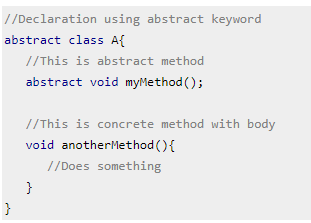 //Declaration using abstract keyword
abstract class A{
   //This is abstract method
   abstract void myMethod();

   //This is concrete method with body
   void anotherMethod(){
      //Does something
   }
}